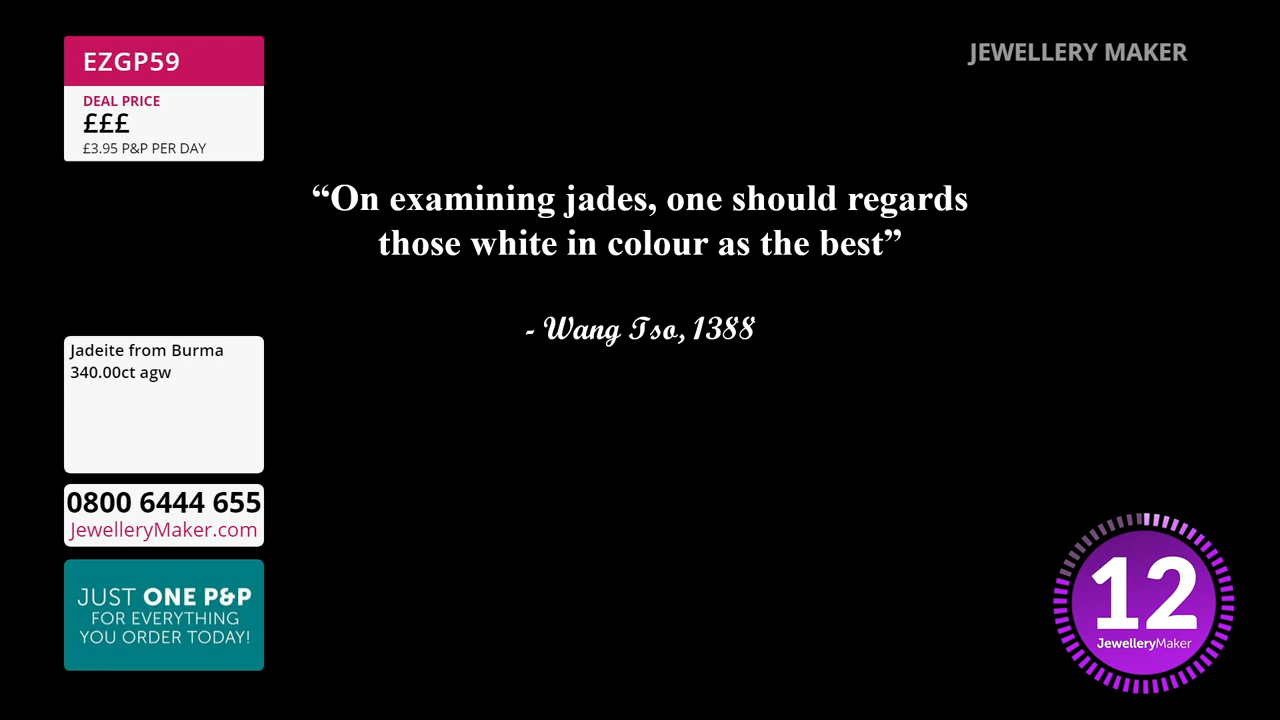 EZGP59
DEAL PRICE
£££
£3.95 P&P PER DAY
JEWELLERY MAKER
“On examining jades, one should regards
those white in colour as the best”
- Wang Tso, 1388
Jadeite from Burma
340.00ct agw
0800 6444 655
JewelleryMaker.com
JUST ONE P&P
FOR EVERYTHING
YOU ORDER TODAY!
12
JewelleryMaker